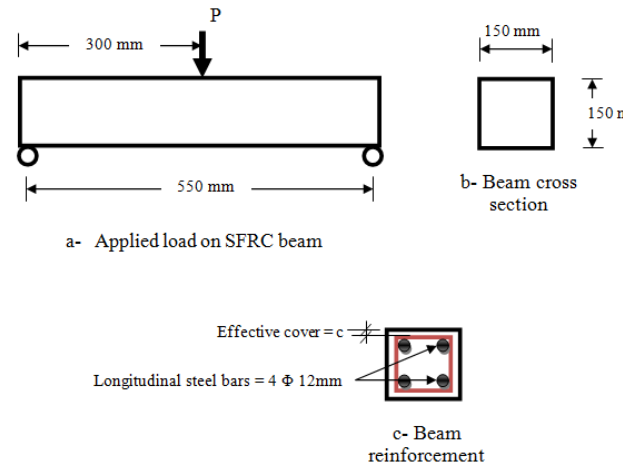 P
300 mm
550 mm
a- Applied load on SFRC beam
150 mm
150 m
b- Beam cross
section
Effective cover = c
Longitudinal steel bars = 4 Φ 12mm
c- Beam
reinforcement